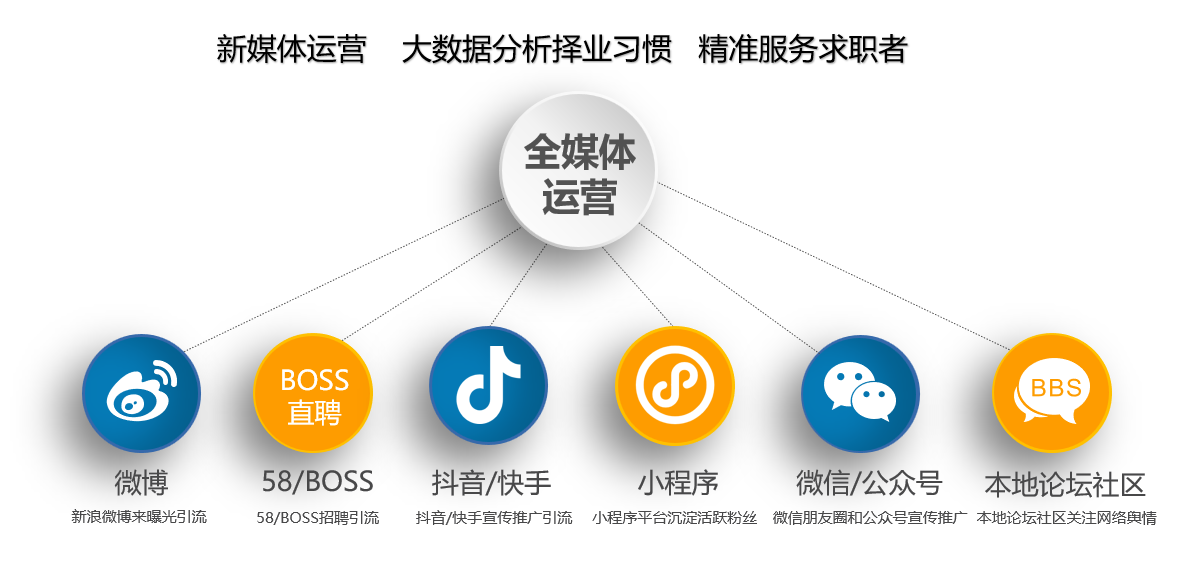 新媒体运营 大数据分析择业习惯 精准服务求职者
全媒体
运营
BOSS
直聘
BBS
微博
58/BOSS
抖音/快手
小程序
微信/公众号
本地论坛社区
新浪微博来曝光引流
58/BOSS招聘引流
抖音/快手宣传推广引流
小程序平台沉淀活跃粉丝
微信朋友圈和公众号宣传推广
本地论坛社区关注网络舆情